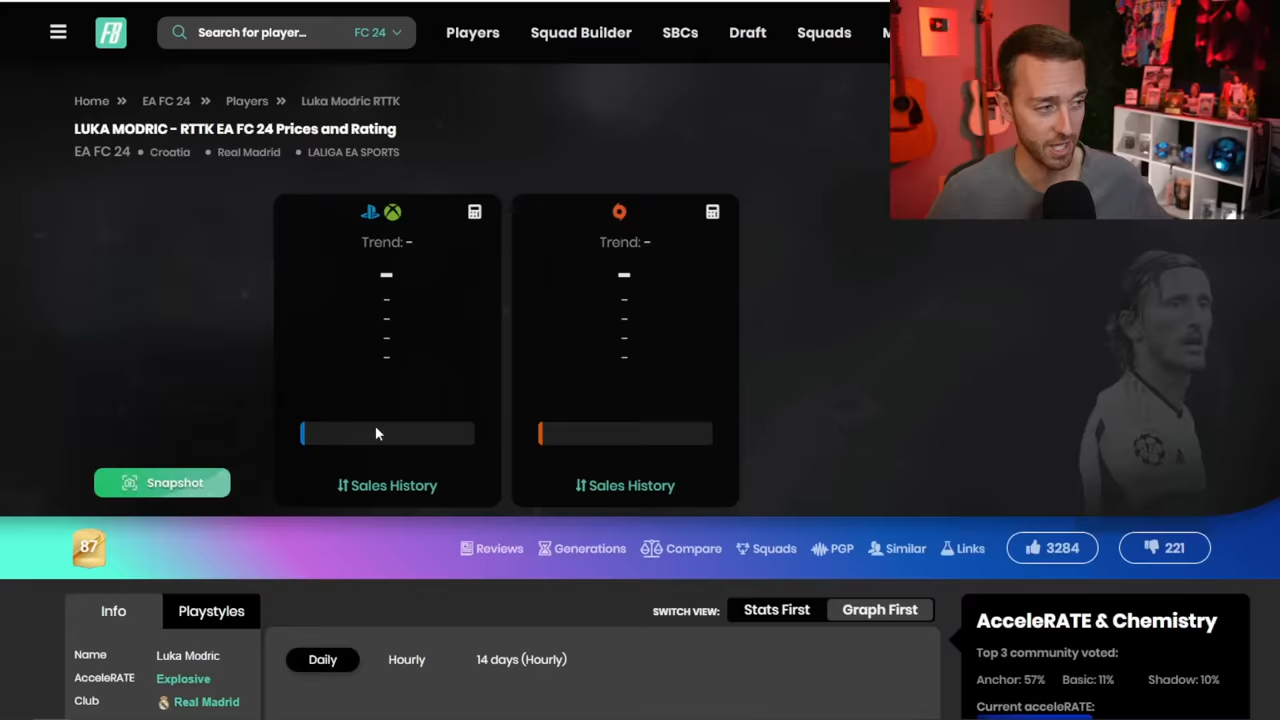 FB
Search for player...
FC 24
Players
Squad Builder
SBCs
Draft
Squads
M
Home » EA FC 24 » Players » Luka Modric RTTK
LUKA MODRIC - RTTK EA FC 24 Prices and Rating
EA FC 24 • Croatia • Real Madrid • LALIGA EA SPORTS
Trend: -
-
-
-
-
-
Sales History
Trend: -
-
-
-
-
-
Sales History
Snapshot
87
Reviews
Generations
Compare
Squads
PGP
Similar
Links
3284
221
Info
Playstyles
SWITCH VIEW:
Stats First
Graph First
Name Luka Modric
AcceleRATE Explosive
Club Real Madrid
Daily
Hourly
14 days (Hourly)
AcceleRATE & Chemistry
Top 3 community voted:
Anchor: 57% Basic: 11% Shadow: 10%
Current acceleRATE: